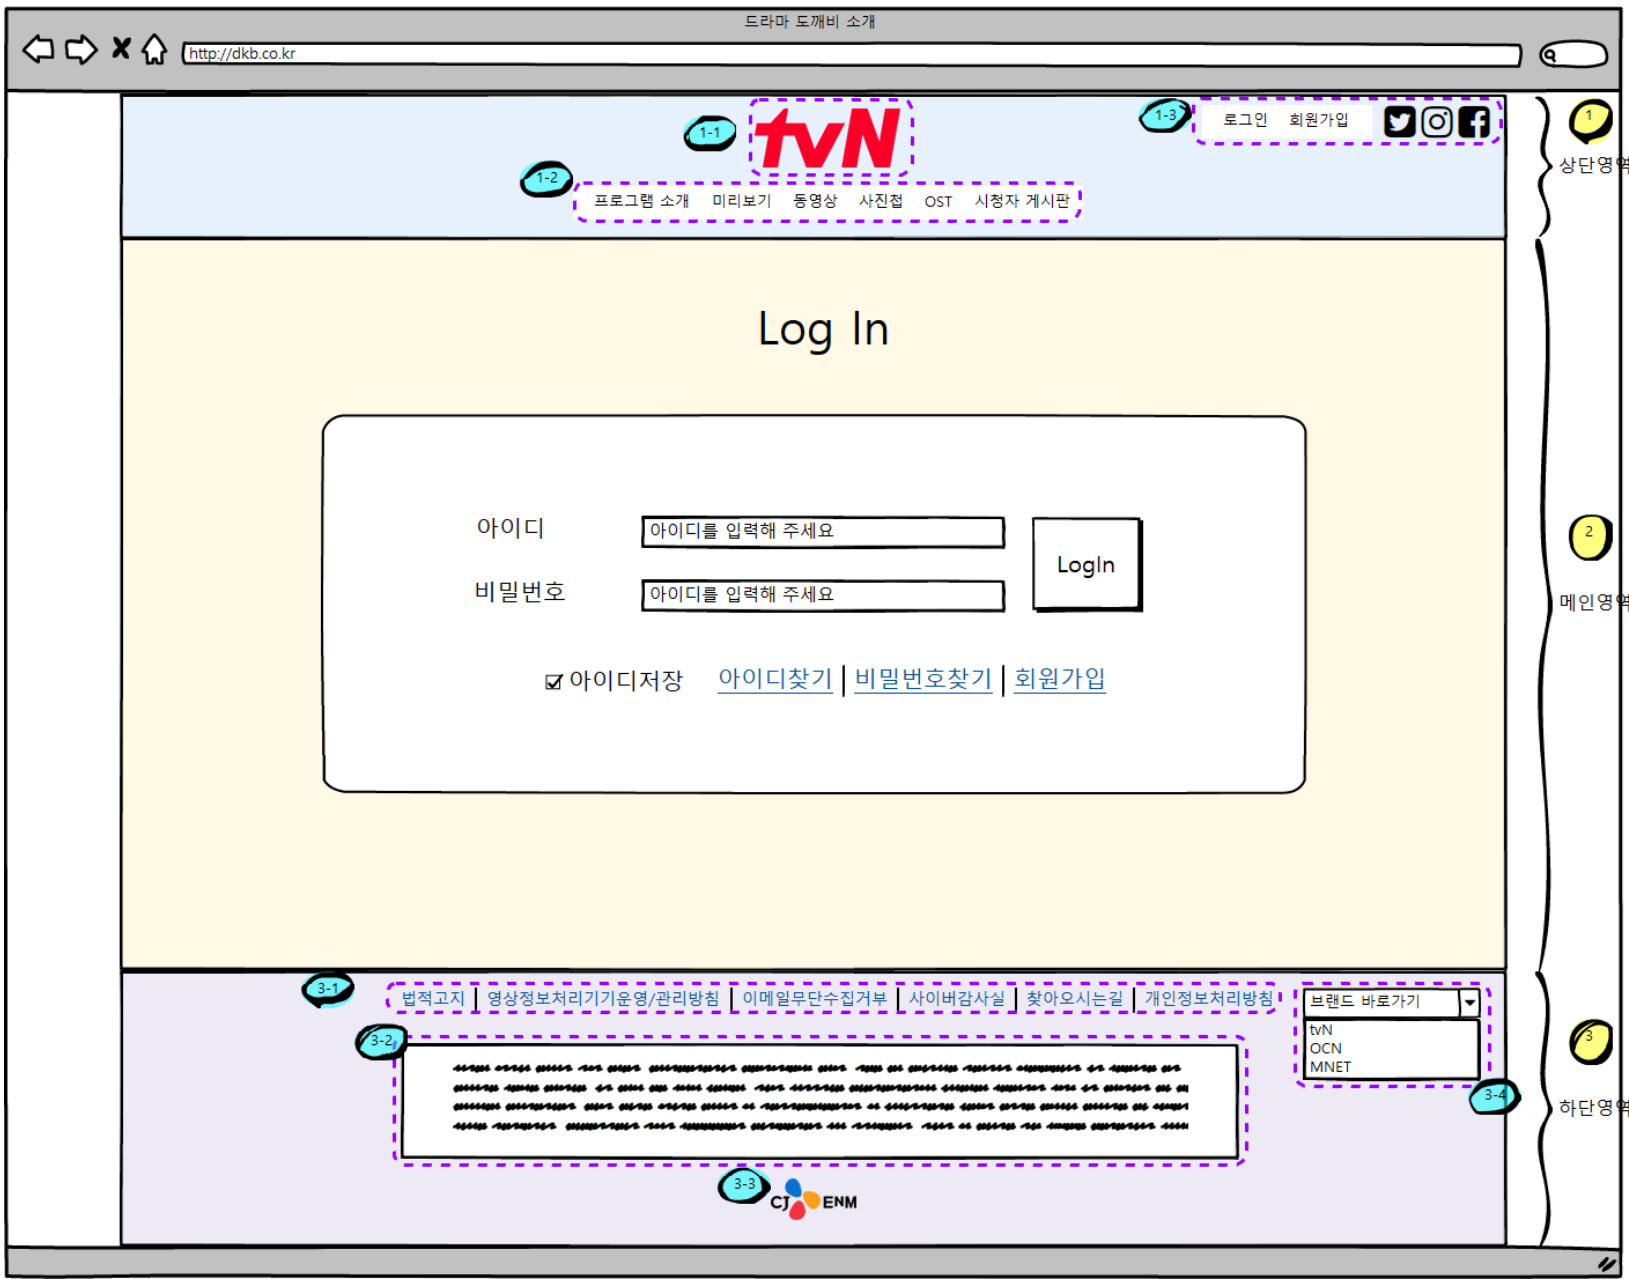 드라마 도깨비 소개
http://dkb.co.kr
1-1
tvN
1-3
로그인 회원가입
1
상단영역
1-2
프로그램 소개 미리보기 동영상 사진첩 OST 시청자 게시판
Log In
아이디
아이디를 입력해 주세요
LogIn
비밀번호
아이디를 입력해 주세요
2
메인영역
아이디저장 아이디찾기 비밀번호찾기 회원가입
3-1
법적고지 영상정보처리기기운영/관리방침 이메일무단수집거부 사이버감사실 찾아오시는길 개인정보처리방침
브랜드 바로가기
tvN
OCN
MNET
3-2
3
3-4
하단영역
3-3
CJ ENM